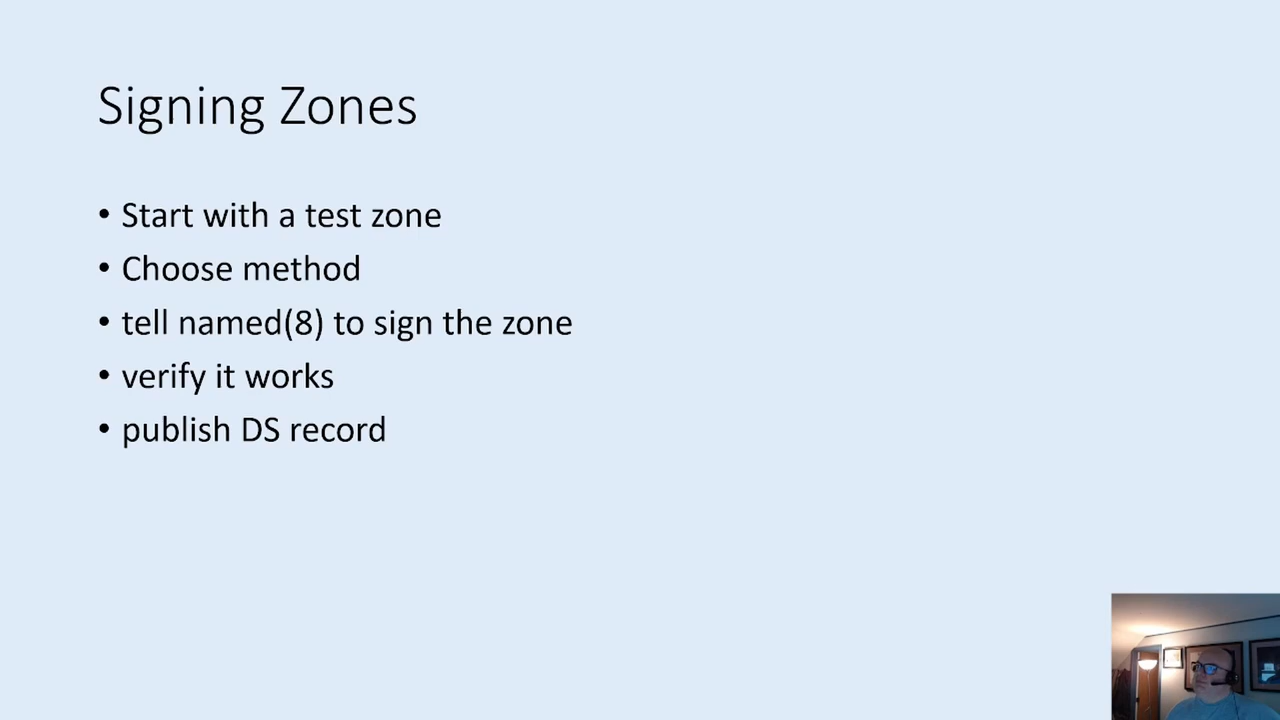 Signing Zones
• Start with a test zone
• Choose method
• tell named(8) to sign the zone
• verify it works
• publish DS record